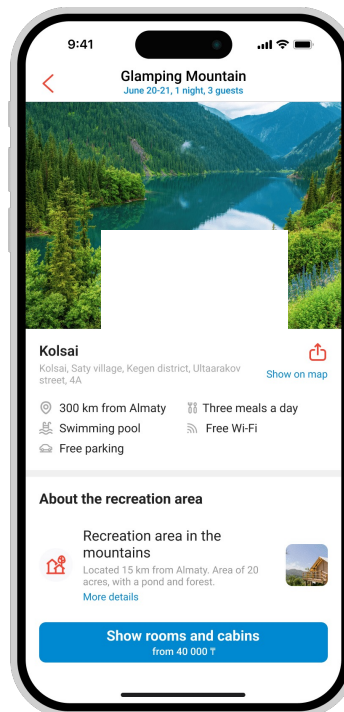 9:41
Glamping Mountain
June 20-21, 1 night, 3 guests
Kolsai
Kolsai, Saty village, Kegen district, Ultaarakov
street, 4A
Show on map
300 km from Almaty
Three meals a day
Swimming pool
Free Wi-Fi
Free parking
About the recreation area
Recreation area in the
mountains
Located 15 km from Almaty. Area of 20
acres, with a pond and forest.
More details
Show rooms and cabins
from 40 000 ₸